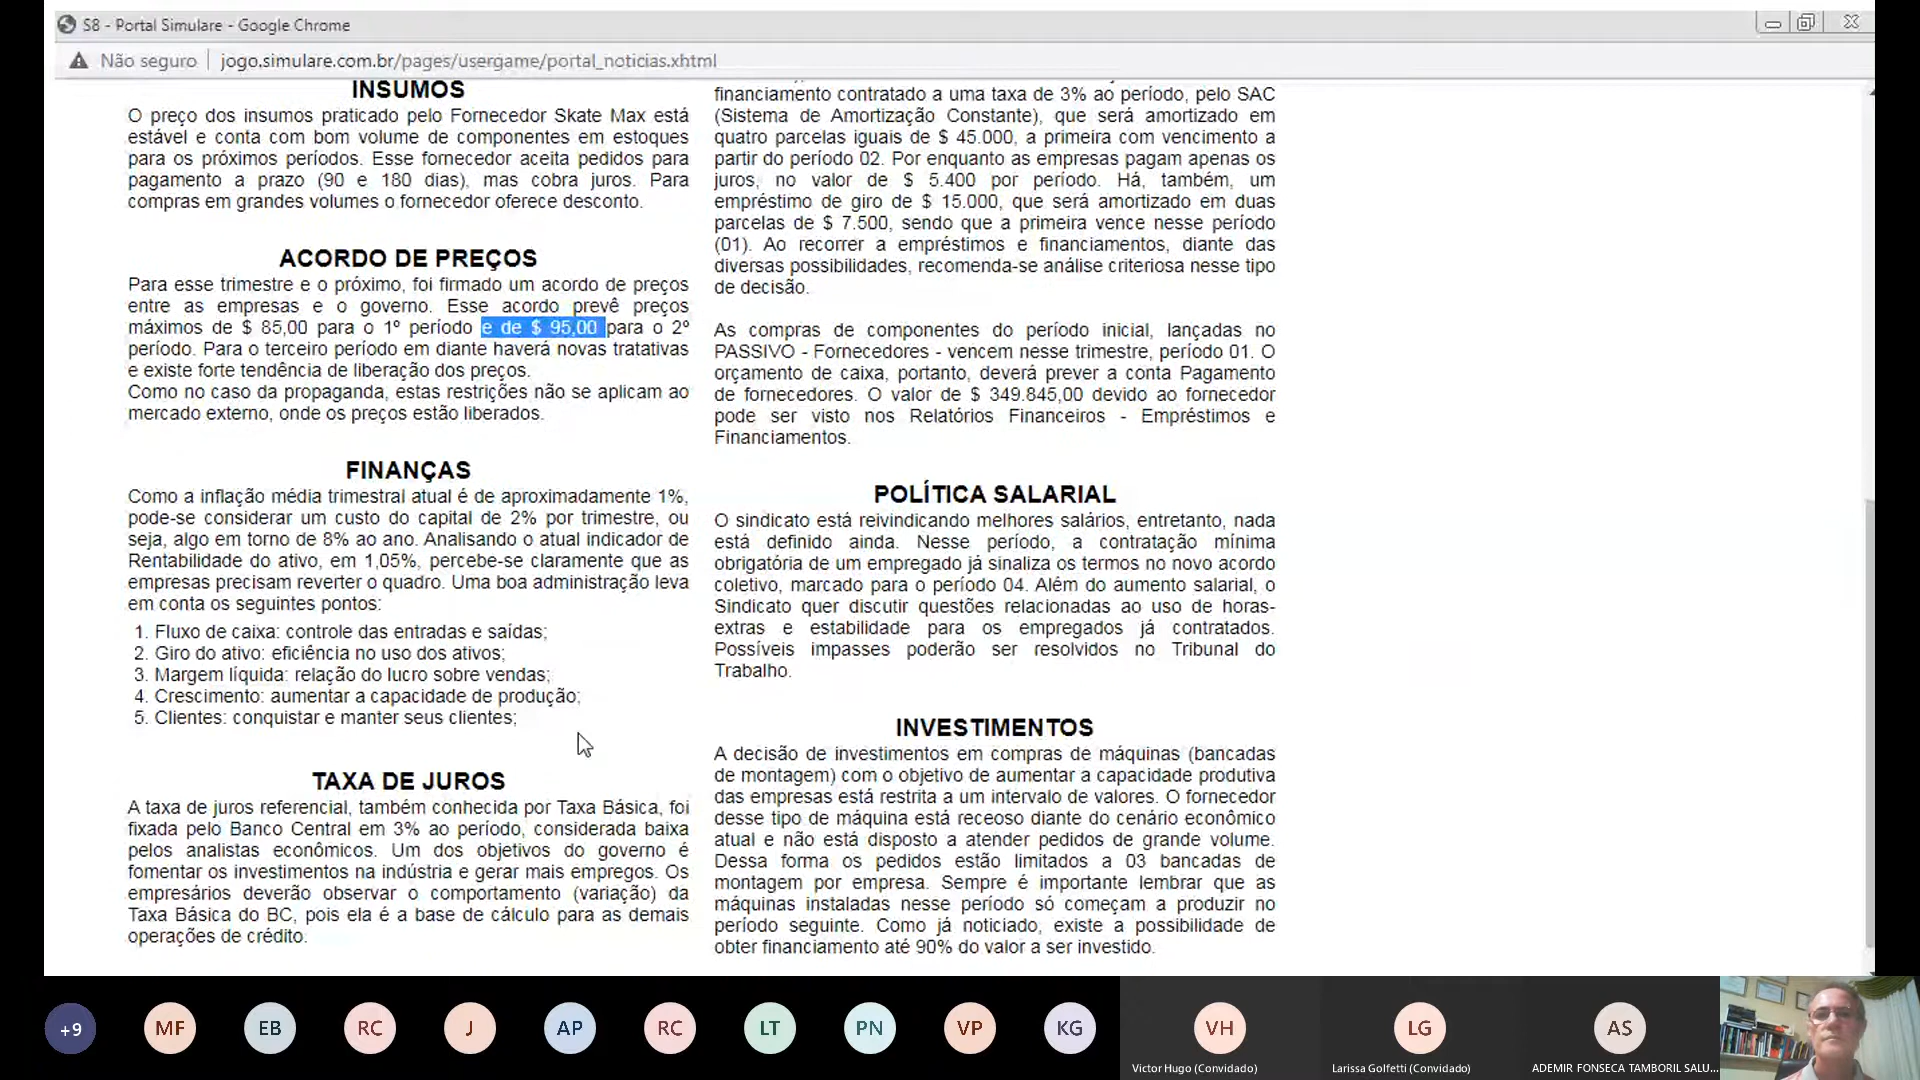 S8 - Portal Simulare - Google Chrome
Não seguro
jogo.simulare.com.br/pages/usergame/portal_noticias.xhtml
INSUMOS
O preço dos insumos praticado pelo Fornecedor Skate Max está
estável e conta com bom volume de componentes em estoques
para os próximos períodos. Esse fornecedor aceita pedidos para
pagamento a prazo (90 e 180 dias), mas cobra juros. Para
compras em grandes volumes o fornecedor oferece desconto.
ACORDO DE PREÇOS
Para esse trimestre e o próximo, foi firmado um acordo de preços
entre as empresas e o governo. Esse acordo prevê preços
máximos de $ 85,00 para o 1º período e de $ 95,00 para o 2º
período. Para o terceiro período em diante haverá novas tratativas
e existe forte tendência de liberação dos preços.
Como no caso da propaganda, estas restrições não se aplicam ao
mercado externo, onde os preços estão liberados.
FINANÇAS
Como a inflação média trimestral atual é de aproximadamente 1%,
pode-se considerar um custo do capital de 2% por trimestre, ou
seja, algo em torno de 8% ao ano. Analisando o atual indicador de
Rentabilidade do ativo, em 1,05%, percebe-se claramente que as
empresas precisam reverter o quadro. Uma boa administração leva
em conta os seguintes pontos:
1. Fluxo de caixa: controle das entradas e saídas;
2. Giro do ativo: eficiência no uso dos ativos;
3. Margem líquida: relação do lucro sobre vendas;
4. Crescimento: aumentar a capacidade de produção;
5. Clientes: conquistar e manter seus clientes;
TAXA DE JUROS
A taxa de juros referencial, também conhecida por Taxa Básica, foi
fixada pelo Banco Central em 3% ao período, considerada baixa
pelos analistas econômicos. Um dos objetivos do governo é
fomentar os investimentos na indústria e gerar mais empregos. Os
empresários deverão observar o comportamento (variação) da
Taxa Básica do BC, pois ela é a base de cálculo para as demais
operações de crédito.
financiamento contratado a uma taxa de 3% ao período, pelo SAC
(Sistema de Amortização Constante), que será amortizado em
quatro parcelas iguais de $ 45.000, a primeira com vencimento a
partir do período 02. Por enquanto as empresas pagam apenas os
juros, no valor de $ 5.400 por período. Há, também, um
empréstimo de giro de $ 15.000, que será amortizado em duas
parcelas de $ 7.500, sendo que a primeira vence nesse período
(01). Ao recorrer a empréstimos e financiamentos, diante das
diversas possibilidades, recomenda-se análise criteriosa nesse tipo
de decisão.
As compras de componentes do período inicial, lançadas no
PASSIVO - Fornecedores - vencem nesse trimestre, período 01. O
orçamento de caixa, portanto, deverá prever a conta Pagamento
de fornecedores. O valor de $ 349.845,00 devido ao fornecedor
pode ser visto nos Relatórios Financeiros - Empréstimos e
Financiamentos.
POLÍTICA SALARIAL
O sindicato está reivindicando melhores salários, entretanto, nada
está definido ainda. Nesse período, a contratação mínima
obrigatória de um empregado já sinaliza os termos no novo acordo
coletivo, marcado para o período 04. Além do aumento salarial, o
Sindicato quer discutir questões relacionadas ao uso de horas-
extras e estabilidade para os empregados já contratados.
Possíveis impasses poderão ser resolvidos no Tribunal do
Trabalho.
INVESTIMENTOS
A decisão de investimentos em compras de máquinas (bancadas
de montagem) com o objetivo de aumentar a capacidade produtiva
das empresas está restrita a um intervalo de valores. O fornecedor
desse tipo de máquina está receoso diante do cenário econômico
atual e não está disposto a atender pedidos de grande volume.
Dessa forma os pedidos estão limitados a 03 bancadas de
montagem por empresa. Sempre é importante lembrar que as
máquinas instaladas nesse período só começam a produzir no
período seguinte. Como já noticiado, existe a possibilidade de
obter financiamento até 90% do valor a ser investido.
+9
MF
EB
RC
J
AP
RC
LT
PN
VP
KG
VH
LG
AS
Victor Hugo (Convidado)
Larissa Golfetti (Convidado)
ADEMIR FONSECA TAMBORIL SALU...